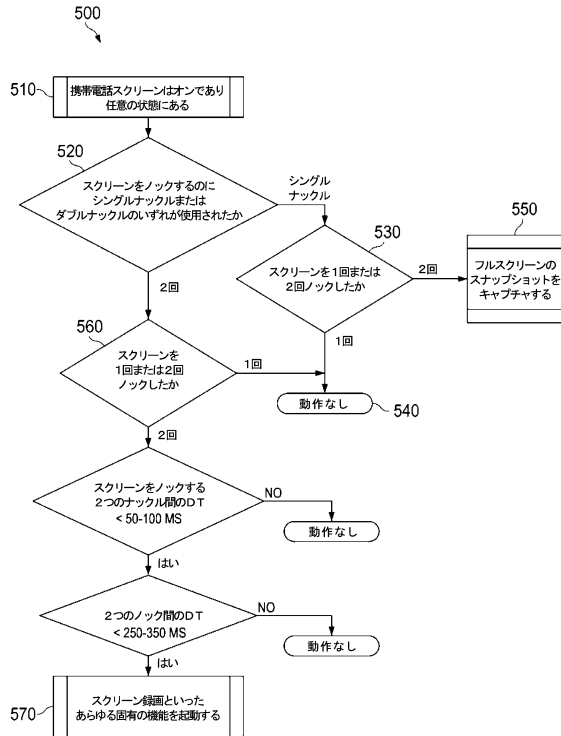 500
510
携帯電話スクリーンはオンであり
任意の状態にある
520
スクリーンをノックするのに
シングルナックルまたは
ダブルナックルのいずれが使用されたか
シングル
ナックル
530
スクリーンを1回または
2回ノックしたか
2回
550
フルスクリーンの
スナップショットを
キャプチャする
2回
1回
560
スクリーンを
1回または2回
ノックしたか
1回
動作なし
540
2回
スクリーンをノックする
2つのナックル間のDT
< 50-100 MS
NO
動作なし
はい
2つのノック間のDT
< 250-350 MS
NO
動作なし
はい
570
スクリーン録画といった
あらゆる固有の機能を起動する